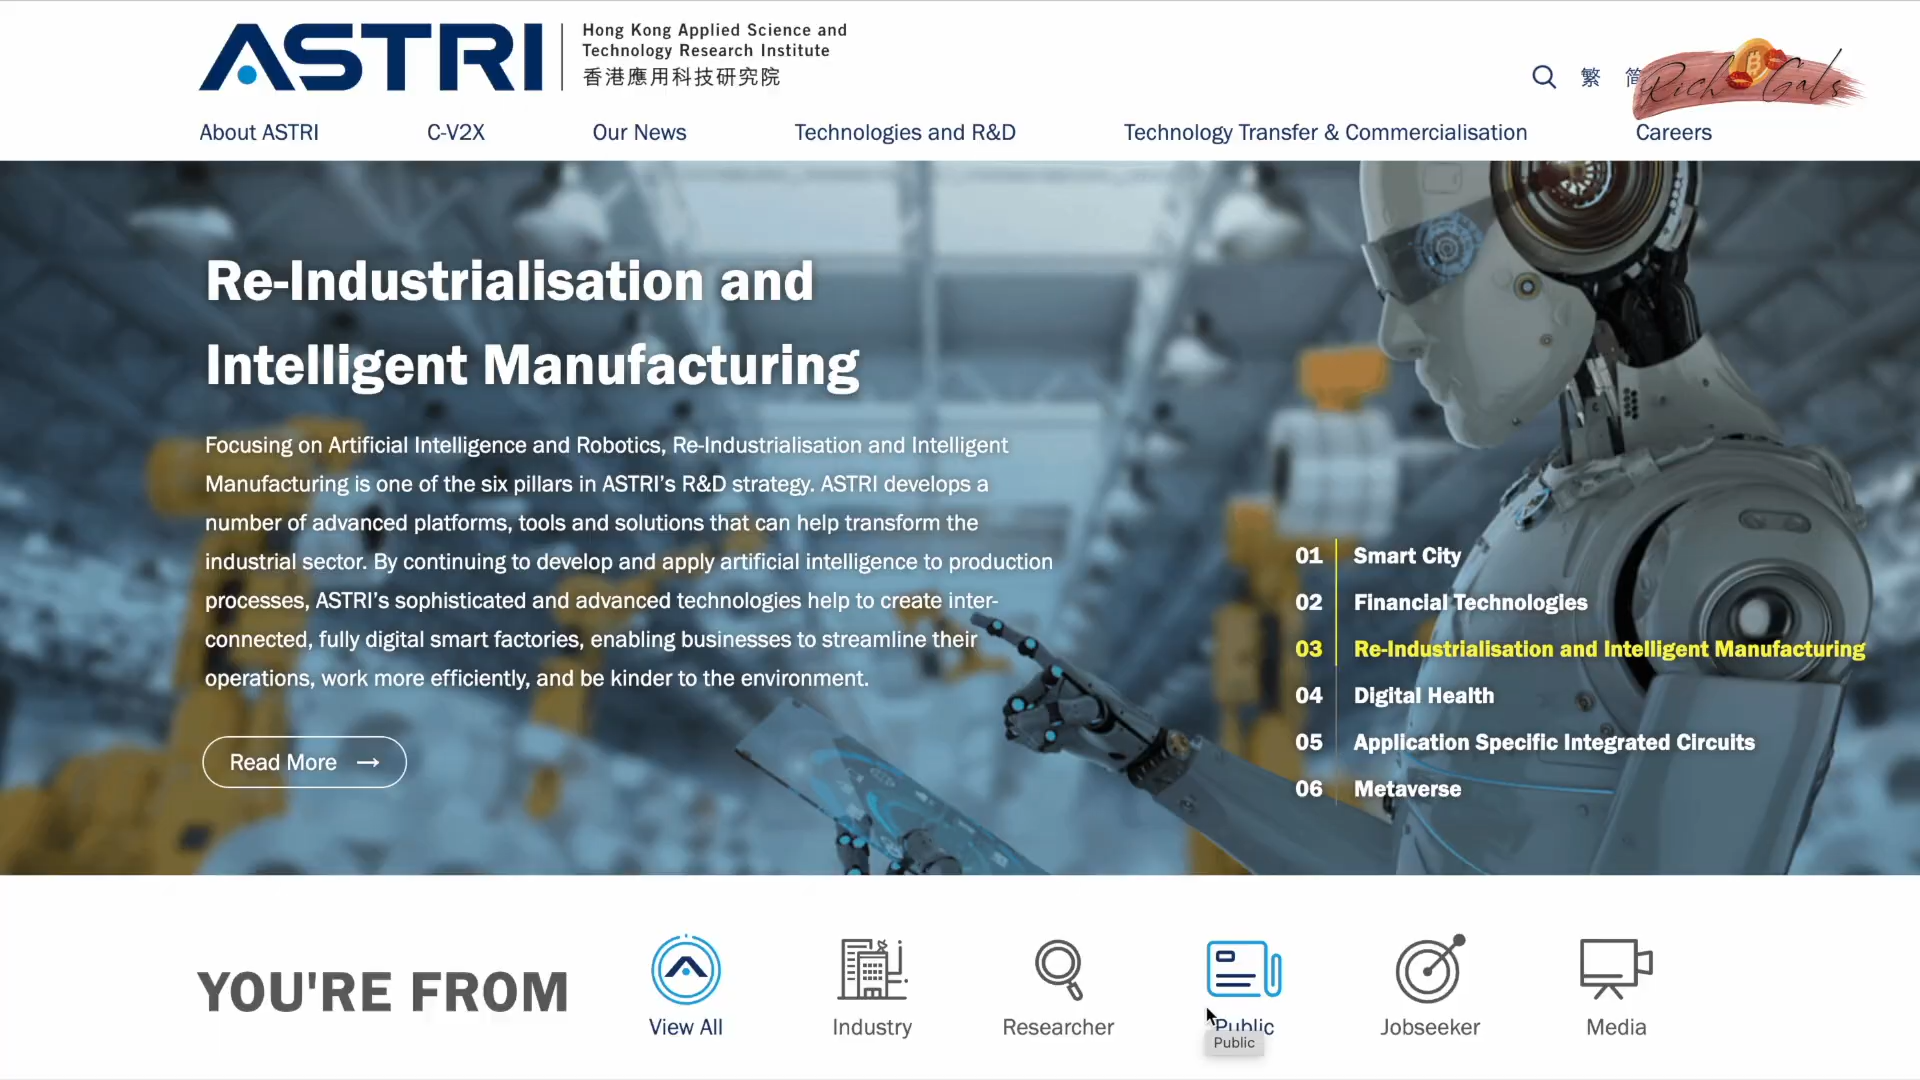 ASTRI
Hong Kong Applied Science and
Technology Research Institute
香港應用科技研究院
繁
简
Rich Gals
About ASTRI
C-V2X
Our News
Technologies and R&D
Technology Transfer & Commercialisation
Careers
Re-Industrialisation and
Intelligent Manufacturing
Focusing on Artificial Intelligence and Robotics, Re-Industrialisation and Intelligent
Manufacturing is one of the six pillars in ASTRI's R&D strategy. ASTRI develops a
number of advanced platforms, tools and solutions that can help transform the
industrial sector. By continuing to develop and apply artificial intelligence to production
processes, ASTRI's sophisticated and advanced technologies help to create inter-
connected, fully digital smart factories, enabling businesses to streamline their
operations, work more efficiently, and be kinder to the environment.
Read More →
01 Smart City
02 Financial Technologies
03 Re-Industrialisation and Intelligent Manufacturing
04 Digital Health
05 Application Specific Integrated Circuits
06 Metaverse
YOU'RE FROM
View All
Industry
Researcher
Public
Jobseeker
Media
Public